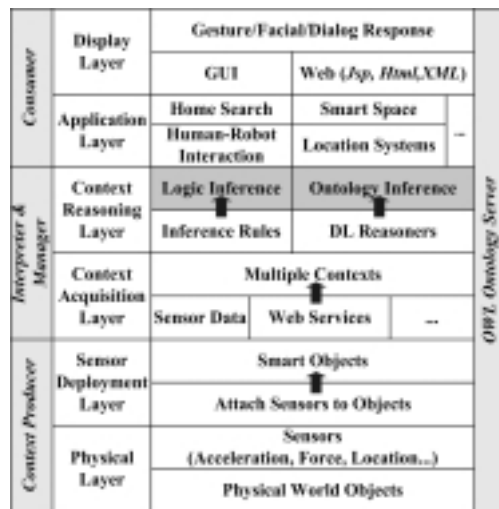 Consumer
Display
Layer
Gesture/Facial/Dialog Response
GUI
Web (Jsp, Html,XML)
Application
Layer
Home Search
Smart Space
...
Human-Robot
Interaction
Location Systems
Interpreter &
Manager
Context
Reasoning
Layer
Logic Inference
Ontology Inference
Inference Rules
DL Reasoners
Context
Acquisition
Layer
Multiple Contexts
Sensor Data
Web Services
...
Context Producer
Sensor
Deployment
Layer
Smart Objects
Attach Sensors to Objects
Physical
Layer
Sensors
(Acceleration, Force, Location...)
Physical World Objects
OWL Ontology Server